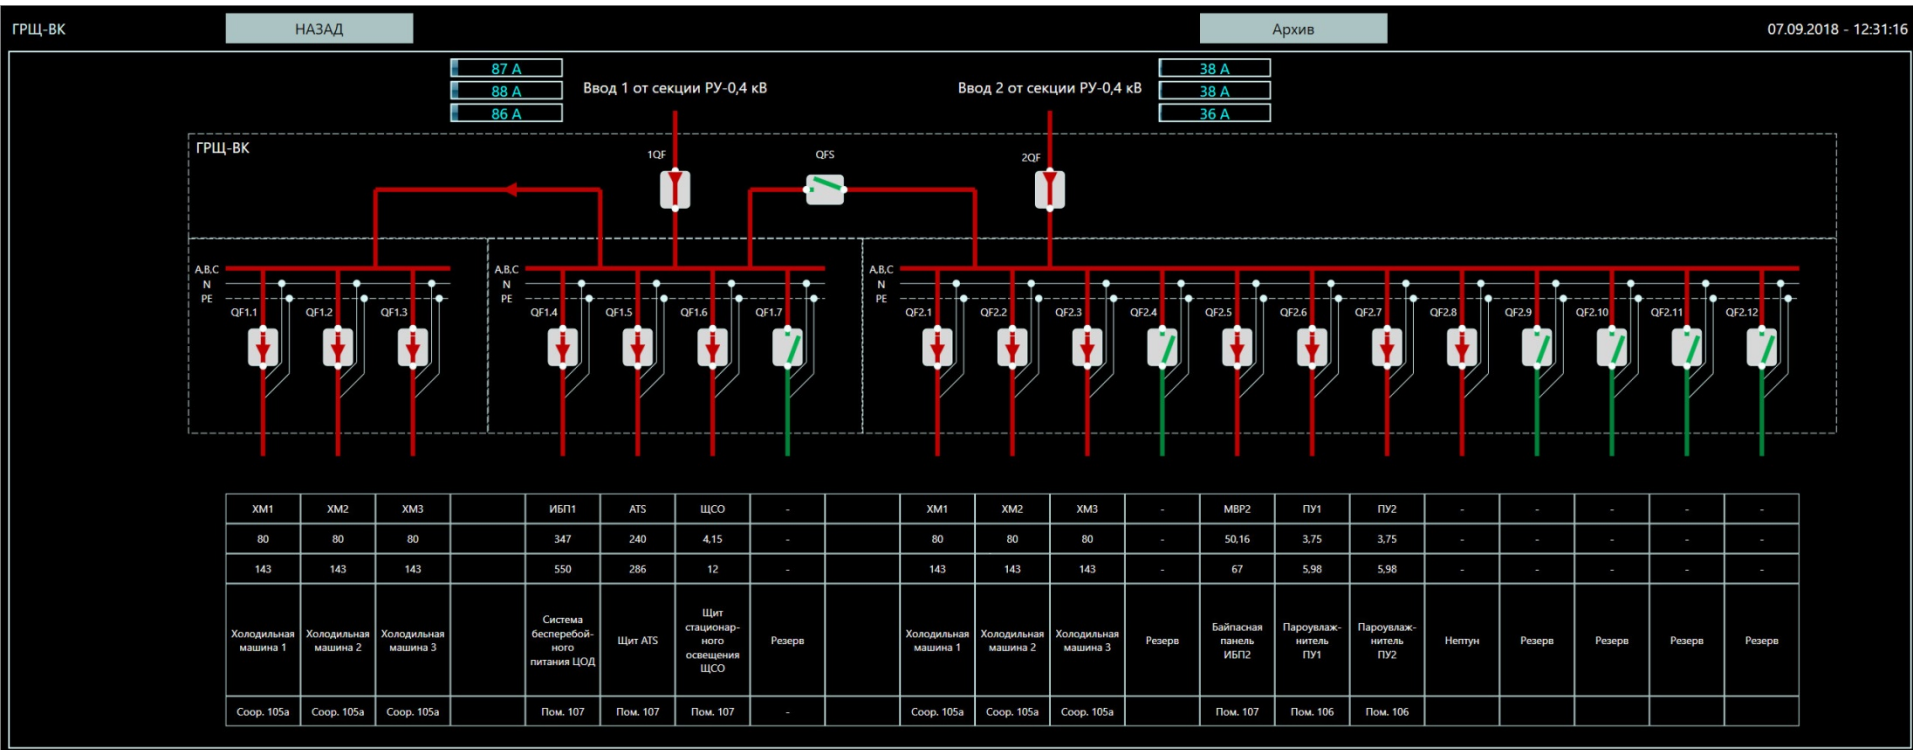 ГРЩ-ВК
НАЗАД
Архив
07.09.2018 - 12:31:16
87 А
88 А
86 А
Ввод 1 от секции РУ-0,4 кВ
Ввод 2 от секции РУ-0,4 кВ
38 А
38 А
36 А
ГРЩ-ВК
1QF
QFS
2QF
A,B,C
N
PE
QF1.1
QF1.2
QF1.3
A,B,C
N
PE
QF1.4
QF1.5
QF1.6
QF1.7
A,B,C
N
PE
QF2.1
QF2.2
QF2.3
QF2.4
QF2.5
QF2.6
QF2.7
QF2.8
QF2.9
QF2.10
QF2.11
QF2.12
ХМ1 ХМ2 ХМ3 ИБП1 ATS ЩСО - ХМ1 ХМ2 ХМ3 - МВР2 ПУ1 ПУ2 - - - - -
80 80 80 347 240 4,15 - 80 80 80 - 50,16 3,75 3,75 - - - - -
143 143 143 550 286 12 - 143 143 143 - 67 5,98 5,98 - - - - -
Холодильная
машина 1
Холодильная
машина 2
Холодильная
машина 3
Система
бесперебой-
ного
питания ЦОД
Щит ATS
Щит
стационар-
ного
освещения
ЩСО
Резерв
Холодильная
машина 1
Холодильная
машина 2
Холодильная
машина 3
Резерв
Байпасная
панель
ИБП2
Пароувлаж-
нитель
ПУ1
Пароувлаж-
нитель
ПУ2
Нептун
Резерв
Резерв
Резерв
Резерв
Соор. 105а Соор. 105а Соор. 105а Пом. 107 Пом. 107 Пом. 107 - Соор. 105а Соор. 105а Соор. 105а Пом. 107 Пом. 106 Пом. 106